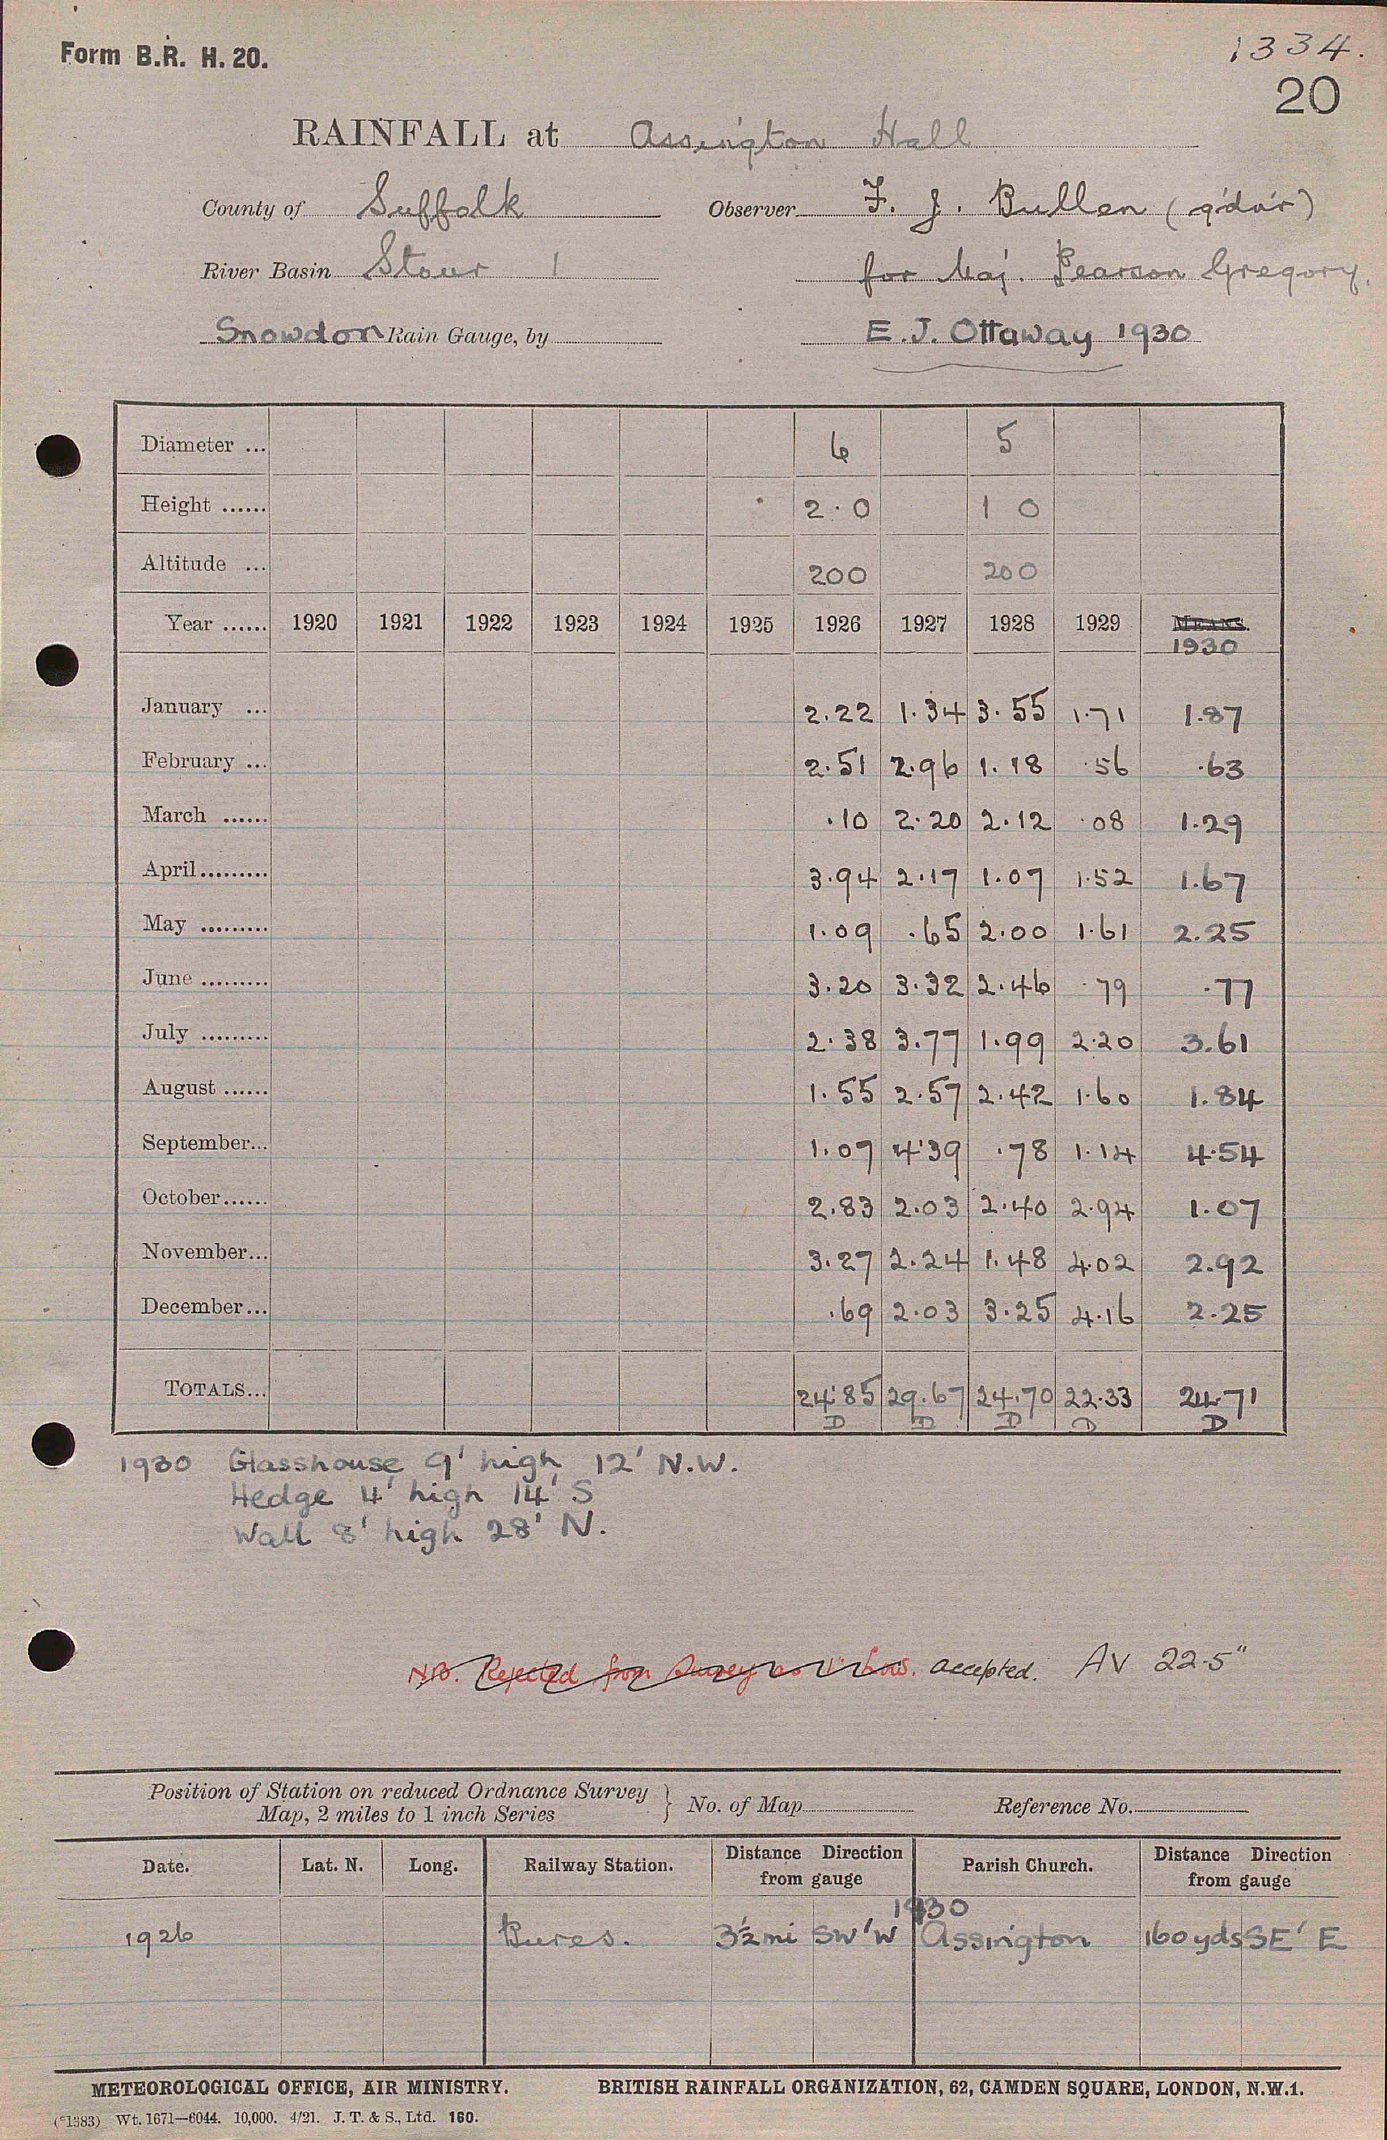 Form B.R. H. 20.
1334.
20
RAINFALL at Assington Hall
County of Suffolk Observer F. J. Bullen (g'd'n'r)
River Basin Stour 1 for Maj. Pearson Gregory.
Snowdon Rain Gauge, by E. J. Ottaway 1930
Diameter ... 6 5
Height ...... 2.0 1 0
Altitude ... 200 200
Year ...... 1920 1921 1922 1923 1924 1925 1926 1927 1928 1929 MEANS.
1930
January ... 2.22 1.34 3.55 1.71 1.87
February ... 2.51 2.96 1.18 .56 .63
March ...... .10 2.20 2.12 .08 1.29
April......... 3.94 2.17 1.07 1.52 1.67
May ......... 1.09 .65 2.00 1.61 2.25
June ......... 3.20 3.32 2.46 .79 .77
July ......... 2.38 3.77 1.99 2.20 3.61
August ...... 1.55 2.57 2.42 1.60 1.84
September... 1.07 4.39 .78 1.14 4.54
October...... 2.83 2.03 2.40 2.94 1.07
November... 3.27 2.24 1.48 4.02 2.92
December... .69 2.03 3.25 4.16 2.25
TOTALS... 24.85 29.67 24.70 22.33 24.71
D D D D D
1930 Glasshouse 9' high 12' N.W.
Hedge 4' high 14' S
Wall 8' high 28' N.
NB. Rejected from Survey as 1" low. accepted. Av 22.5"
Position of Station on reduced Ordnance Survey
Map, 2 miles to 1 inch Series } No. of Map Reference No.
Date. Lat. N. Long. Railway Station. Distance Direction from gauge Parish Church. Distance Direction from gauge
1930
1926 Bures. 3½ mi SW'W Assington 160 yds SE'E
METEOROLOGICAL OFFICE, AIR MINISTRY. BRITISH RAINFALL ORGANIZATION, 62, CAMDEN SQUARE, LONDON, N.W.1.
(*1383) Wt. 1671—6044. 10,000. 4/21. J. T. & S., Ltd. 160.